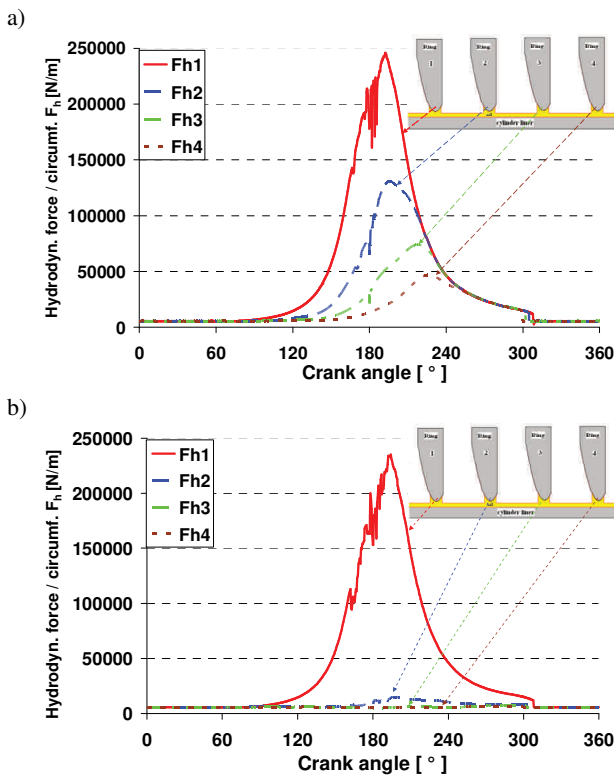 a)
Hydrodyn. force / circumf. F_h [N/m]
250000
200000
150000
100000
50000
0
Fh1
Fh2
Fh3
Fh4
Ring 1
Ring 2
Ring 3
Ring 4
cylinder liner
0 60 120 180 240 300 360
Crank angle [ ° ]
b)
Hydrodyn. force / circumf. F_h [N/m]
250000
200000
150000
100000
50000
0
Fh1
Fh2
Fh3
Fh4
Ring 1
Ring 2
Ring 3
Ring 4
cylinder liner
0 60 120 180 240 300 360
Crank angle [ ° ]